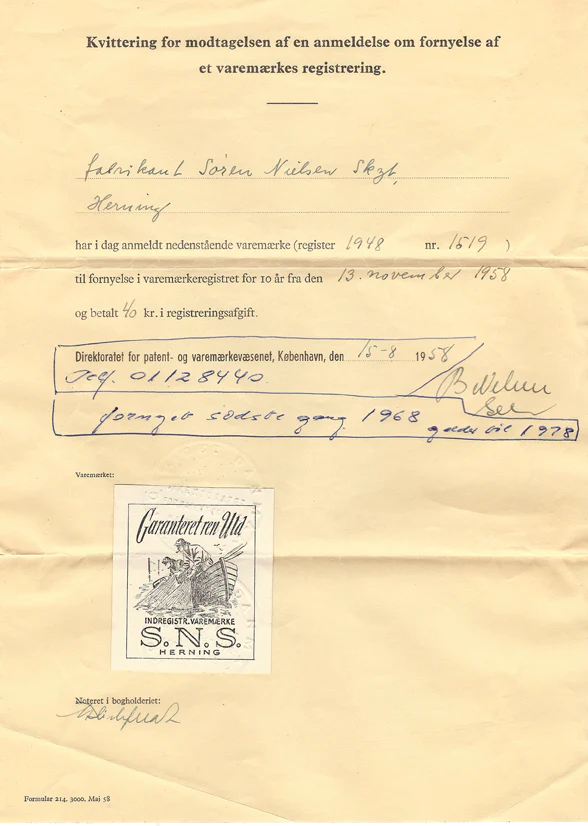 Kvittering for modtagelsen af en anmeldelse om fornyelse af
et varemærkes registrering.
fabrikant Søren Nielsen Skzt,
Herning
har i dag anmeldt nedenstående varemærke (register 1948 nr. 1519 )
til fornyelse i varemærkeregistret for 10 år fra den 13. november 1958
og betalt 40 kr. i registreringsafgift.
Direktoratet for patent- og varemærkevæsenet, København, den 15-8 1958
Telf. 01128440.
fornyet sidste gang 1968 gælder til 1978
Varemærket:
Garanteret ren Uld
INDREGISTR. VAREMÆRKE
S.N.S.
HERNING
Noteret i bogholderiet:
Formular 214. 3000. Maj 58